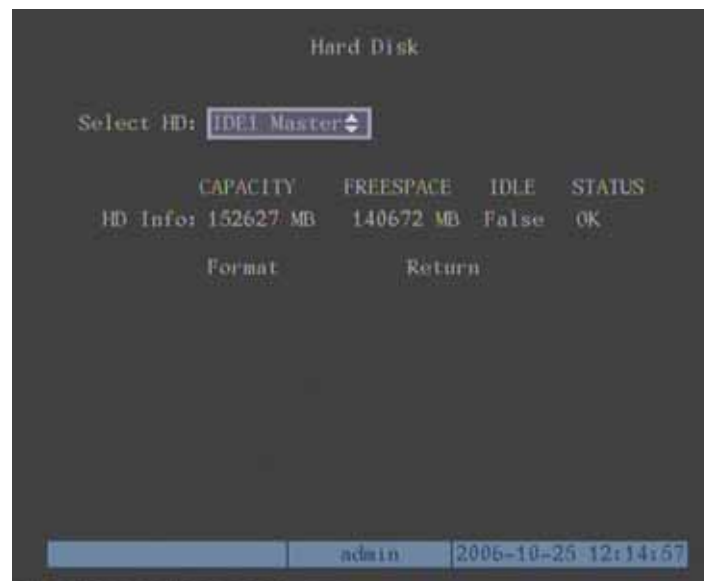 Hard Disk
Select HD: IDE1 Master
CAPACITY FREESPACE IDLE STATUS
HD Info: 152627 MB 140672 MB False OK
Format Return
admin 2006-10-25 12:14:57